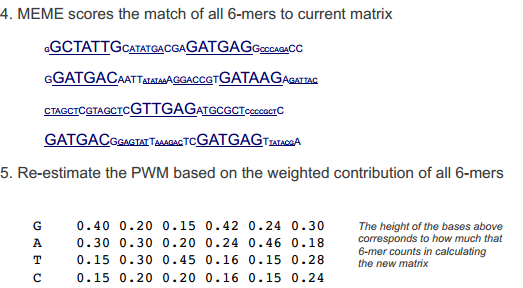 4. MEME scores the match of all 6-mers to current matrix
GGCTATTGCATATGACGAGATGAGGCCCAGACC
GGATGACAATTATATAAAGGACCGTGATAAGAGATTAC
CTAGCTCGTAGCTCGTTGAGATGCGCTCCCCGCTC
GATGACGGAGTATTAAAGACTCGATGAGTTATACGA
5. Re-estimate the PWM based on the weighted contribution of all 6-mers
G 0.40 0.20 0.15 0.42 0.24 0.30
A 0.30 0.30 0.20 0.24 0.46 0.18
T 0.15 0.30 0.45 0.16 0.15 0.28
C 0.15 0.20 0.20 0.16 0.15 0.24
The height of the bases above
corresponds to how much that
6-mer counts in calculating
the new matrix